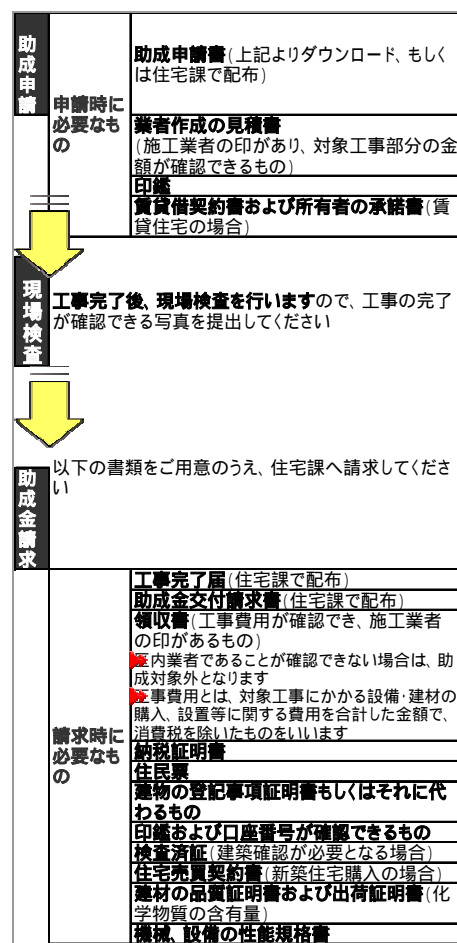 助成申請
申請時に
必要なも
の
助成申請書(上記よりダウンロード、もしく
は住宅課で配布)
業者作成の見積書
(施工業者の印があり、対象工事部分の金
額が確認できるもの)
印鑑
賃貸借契約書および所有者の承諾書(賃
貸住宅の場合)
現場検査
工事完了後、現場検査を行いますので、工事の完了
が確認できる写真を提出してください
助成金請求
以下の書類をご用意のうえ、住宅課へ請求してくださ
い
請求時に
必要なも
の
工事完了届(住宅課で配布)
助成金交付請求書(住宅課で配布)
領収書(工事費用が確認でき、施工業者
の印があるもの)
区内業者であることが確認できない場合は、助
成対象外となります
工事費用とは、対象工事にかかる設備・建材の
購入、設置等に関する費用を合計した金額で、
消費税を除いたものをいいます
納税証明書
住民票
建物の登記事項証明書もしくはそれに代
わるもの
印鑑および口座番号が確認できるもの
検査済証(建築確認が必要となる場合)
住宅売買契約書(新築住宅購入の場合)
建材の品質証明書および出荷証明書(化
学物質の含有量)
機械、設備の性能規格書